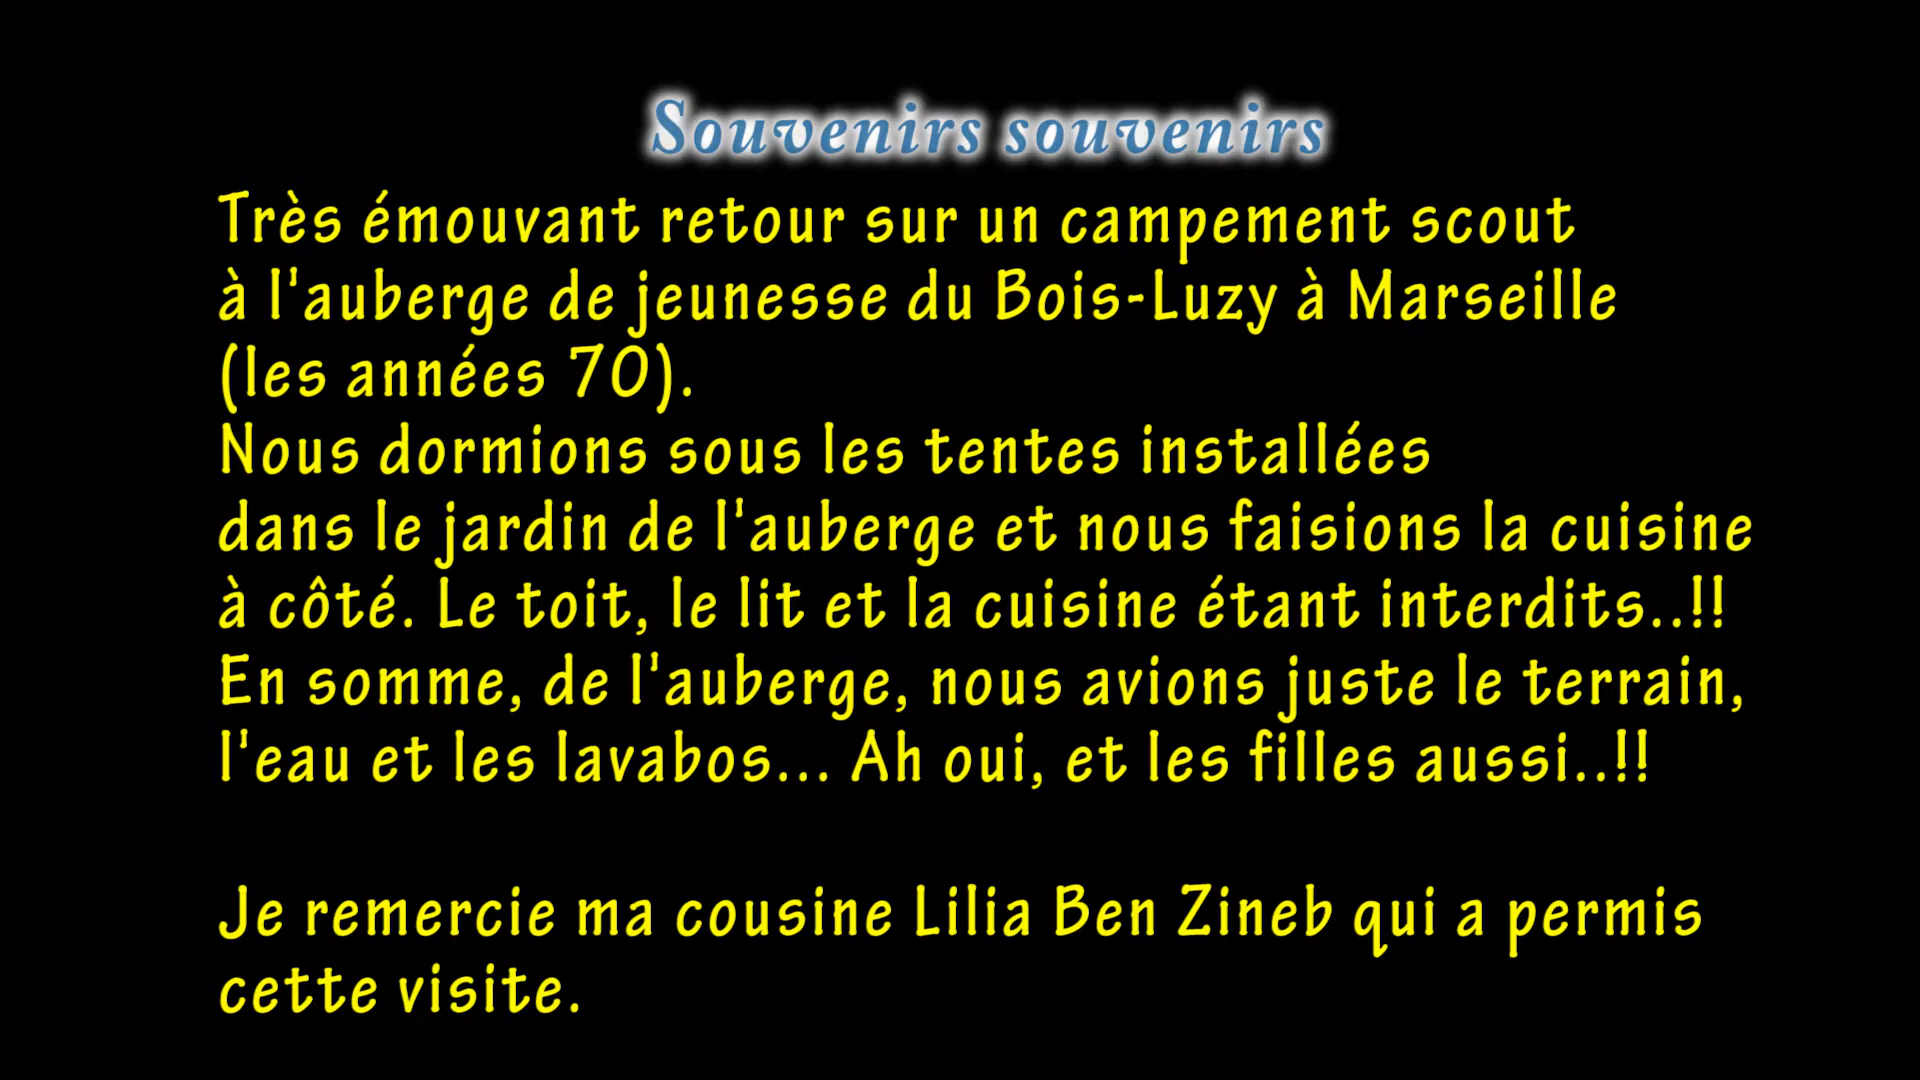 Souvenirs souvenirs
Très émouvant retour sur un campement scout
à l'auberge de jeunesse du Bois-Luzy à Marseille
(les années 70).
Nous dormions sous les tentes installées
dans le jardin de l'auberge et nous faisions la cuisine
à côté. Le toit, le lit et la cuisine étant interdits..!!
En somme, de l'auberge, nous avions juste le terrain,
l'eau et les lavabos... Ah oui, et les filles aussi..!!
Je remercie ma cousine Lilia Ben Zineb qui a permis
cette visite.